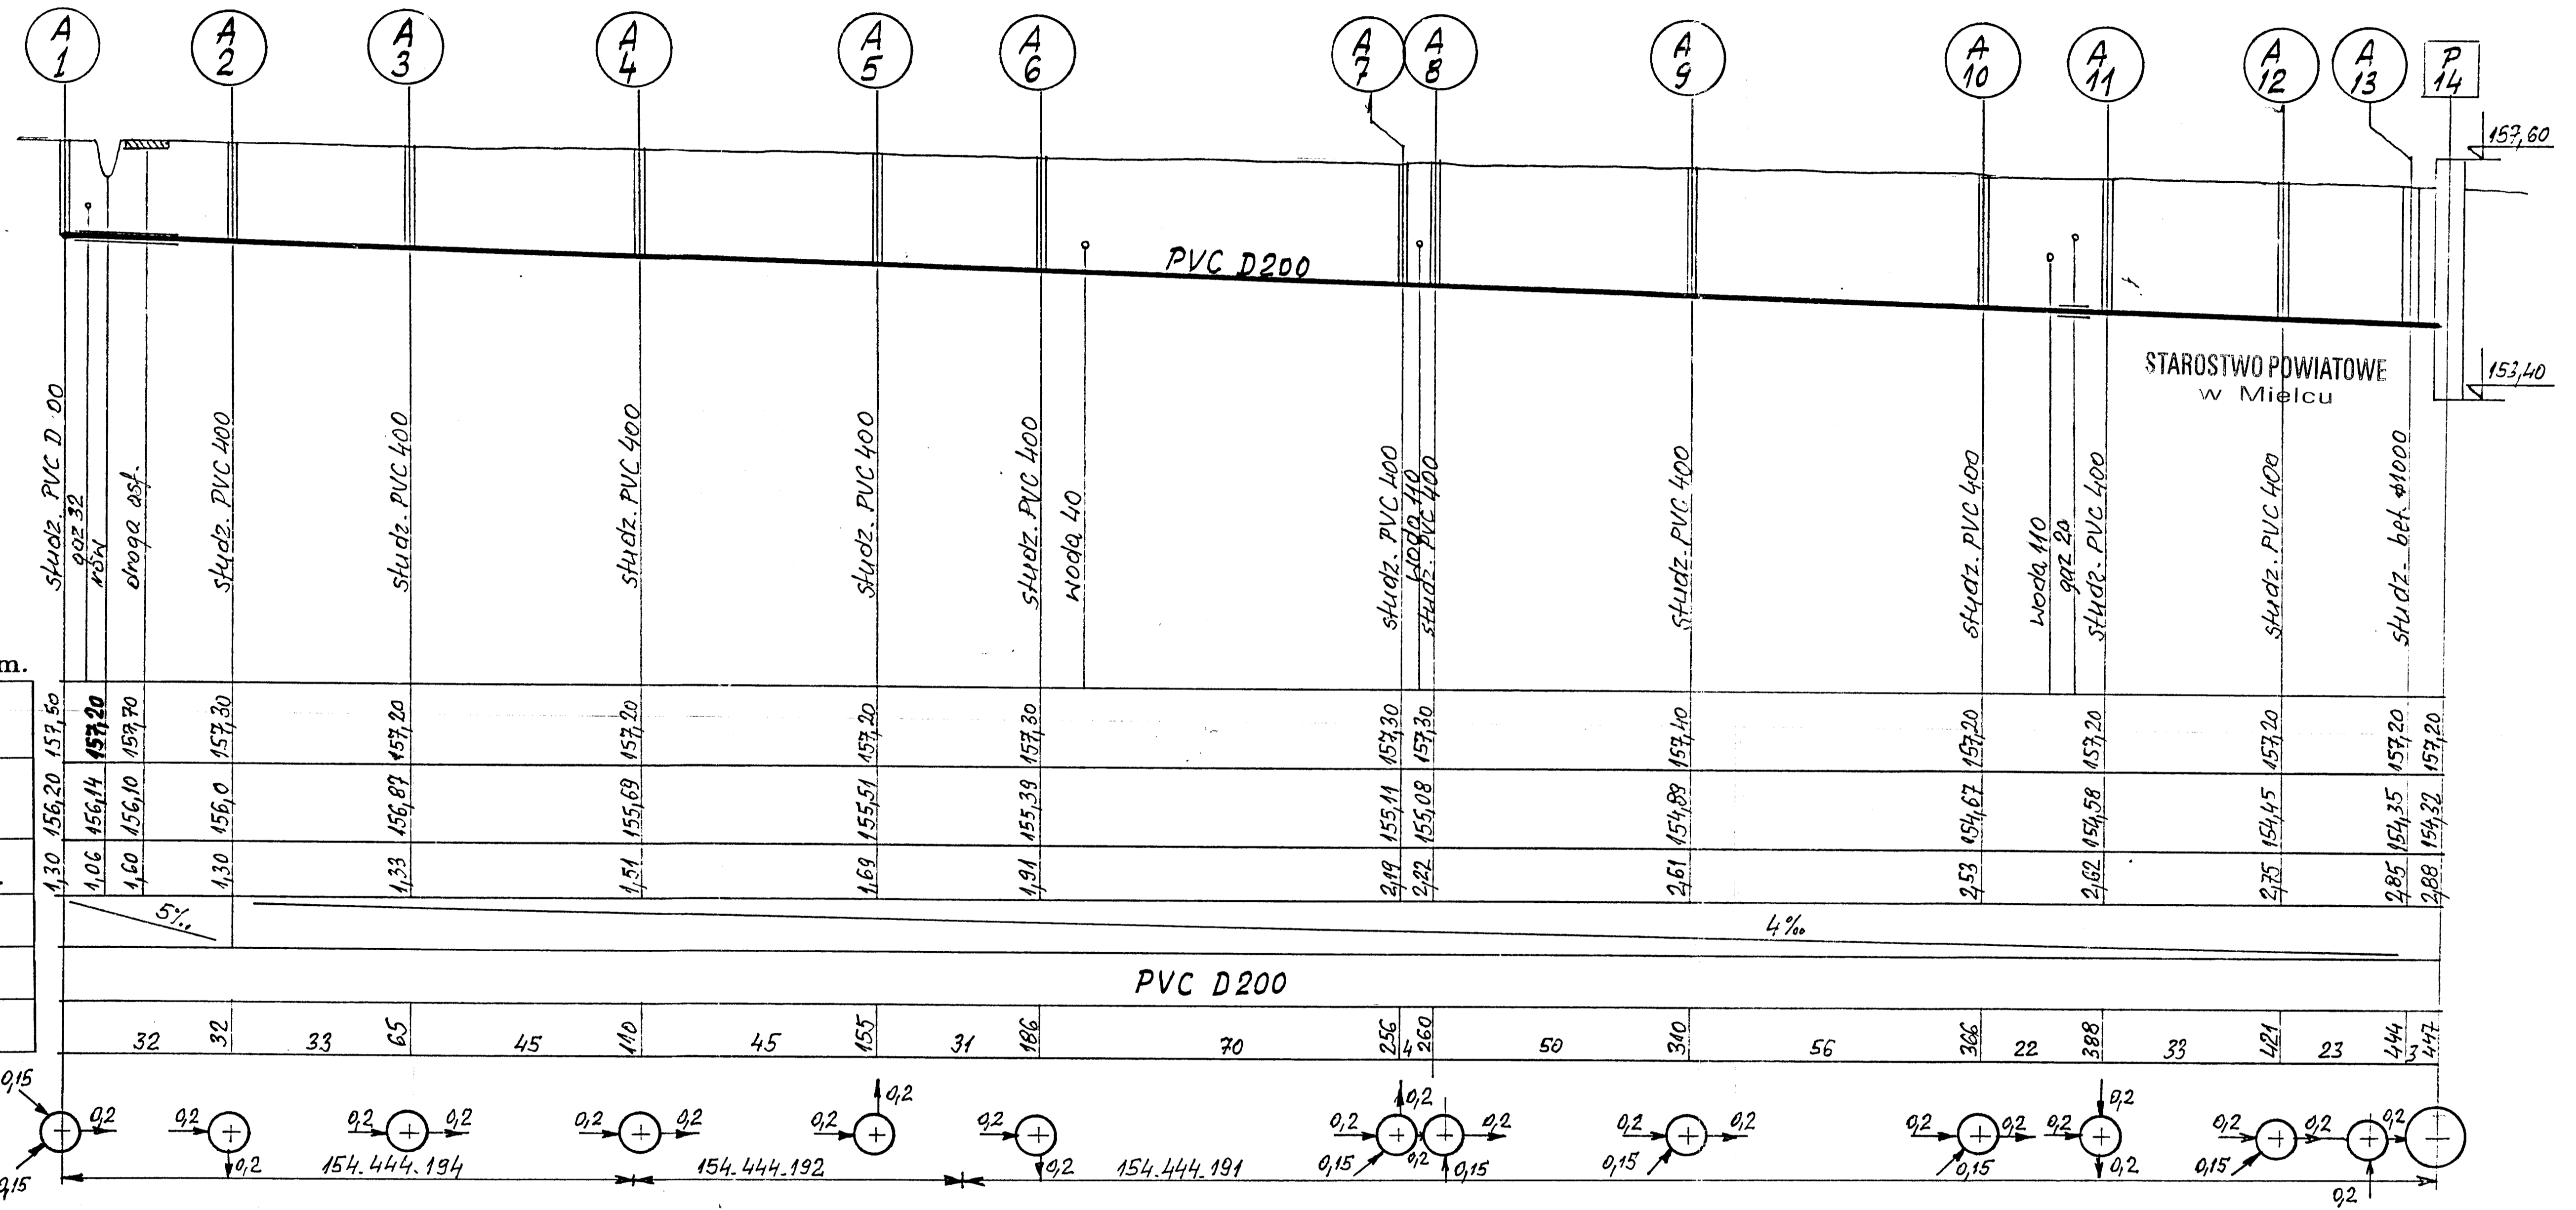 A 1 A 2 A 3 A 4 A 5 A 6 A 7 A 8 A 9 A 10 A 11 A 12 A 13 P 14
157,60
PVC D200
STAROSTWO POWIATOWE
w Mielcu
153,40
studz. PVC D 00
gaz 32
rów
droga asf.
studz. PVC 400
studz. PVC 400
studz. PVC 400
studz. PVC 400
studz. PVC 400
woda 40
studz. PVC 400
woda 110
studz. PVC 400
studz. PVC 400
studz. PVC 400
woda 110
gaz 20
studz. PVC 400
studz. PVC 400
studz. bet. φ1000
m.
157,50 157,20 157,70 157,30 157,20 157,20 157,20 157,30 157,30 157,30 157,40 157,20 157,20 157,20 157,20 157,20
156,20 156,14 156,10 156,0 156,87 155,69 155,51 155,39 155,11 155,08 154,89 154,67 154,58 154,45 154,35 154,32
1,30 1,06 1,60 1,30 1,33 1,51 1,69 1,91 2,19 2,22 2,61 2,53 2,62 2,75 2,85 2,88
5‰ 4‰
PVC D200
32 32 33 65 45 110 45 155 31 186 70 256 4 260 50 310 56 366 22 388 33 421 23 444 3 447
0,15 0,2 0,2 0,2 0,2 0,2 0,2 0,2 0,2 0,2 0,2 0,2 0,2 0,2 0,2 0,2 0,2 0,2 0,2 0,2 0,2 0,2
0,15 0,2 154-444-194 154-444-192 0,2 154-444-191 0,15 0,2 0,15 0,15 0,15 0,2 0,15 0,2